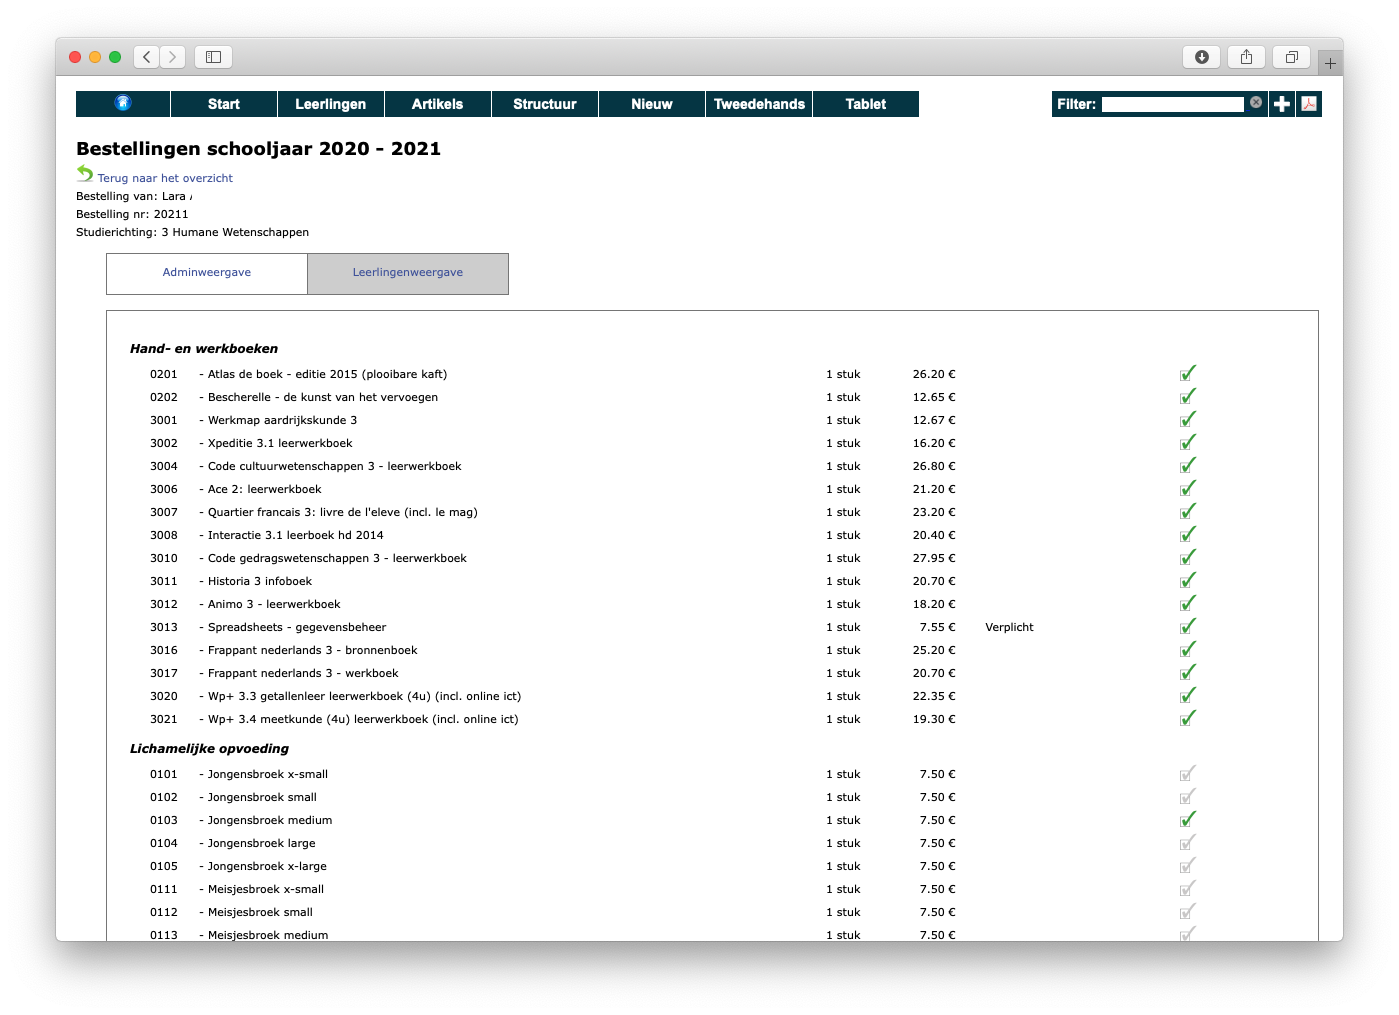 Start Leerlingen Artikels Structuur Nieuw Tweedehands Tablet Filter:
Bestellingen schooljaar 2020 - 2021
Terug naar het overzicht
Bestelling van: Lara
Bestelling nr: 20211
Studierichting: 3 Humane Wetenschappen
Adminweergave Leerlingenweergave
Hand- en werkboeken
0201 - Atlas de boek - editie 2015 (plooibare kaft) 1 stuk 26.20 €
0202 - Bescherelle - de kunst van het vervoegen 1 stuk 12.65 €
3001 - Werkmap aardrijkskunde 3 1 stuk 12.67 €
3002 - Xpeditie 3.1 leerwerkboek 1 stuk 16.20 €
3004 - Code cultuurwetenschappen 3 - leerwerkboek 1 stuk 26.80 €
3006 - Ace 2: leerwerkboek 1 stuk 21.20 €
3007 - Quartier francais 3: livre de l'eleve (incl. le mag) 1 stuk 23.20 €
3008 - Interactie 3.1 leerboek hd 2014 1 stuk 20.40 €
3010 - Code gedragswetenschappen 3 - leerwerkboek 1 stuk 27.95 €
3011 - Historia 3 infoboek 1 stuk 20.70 €
3012 - Animo 3 - leerwerkboek 1 stuk 18.20 €
3013 - Spreadsheets - gegevensbeheer 1 stuk 7.55 € Verplicht
3016 - Frappant nederlands 3 - bronnenboek 1 stuk 25.20 €
3017 - Frappant nederlands 3 - werkboek 1 stuk 20.70 €
3020 - Wp+ 3.3 getallenleer leerwerkboek (4u) (incl. online ict) 1 stuk 22.35 €
3021 - Wp+ 3.4 meetkunde (4u) leerwerkboek (incl. online ict) 1 stuk 19.30 €
Lichamelijke opvoeding
0101 - Jongensbroek x-small 1 stuk 7.50 €
0102 - Jongensbroek small 1 stuk 7.50 €
0103 - Jongensbroek medium 1 stuk 7.50 €
0104 - Jongensbroek large 1 stuk 7.50 €
0105 - Jongensbroek x-large 1 stuk 7.50 €
0111 - Meisjesbroek x-small 1 stuk 7.50 €
0112 - Meisjesbroek small 1 stuk 7.50 €
0113 - Meisjesbroek medium 1 stuk 7.50 €